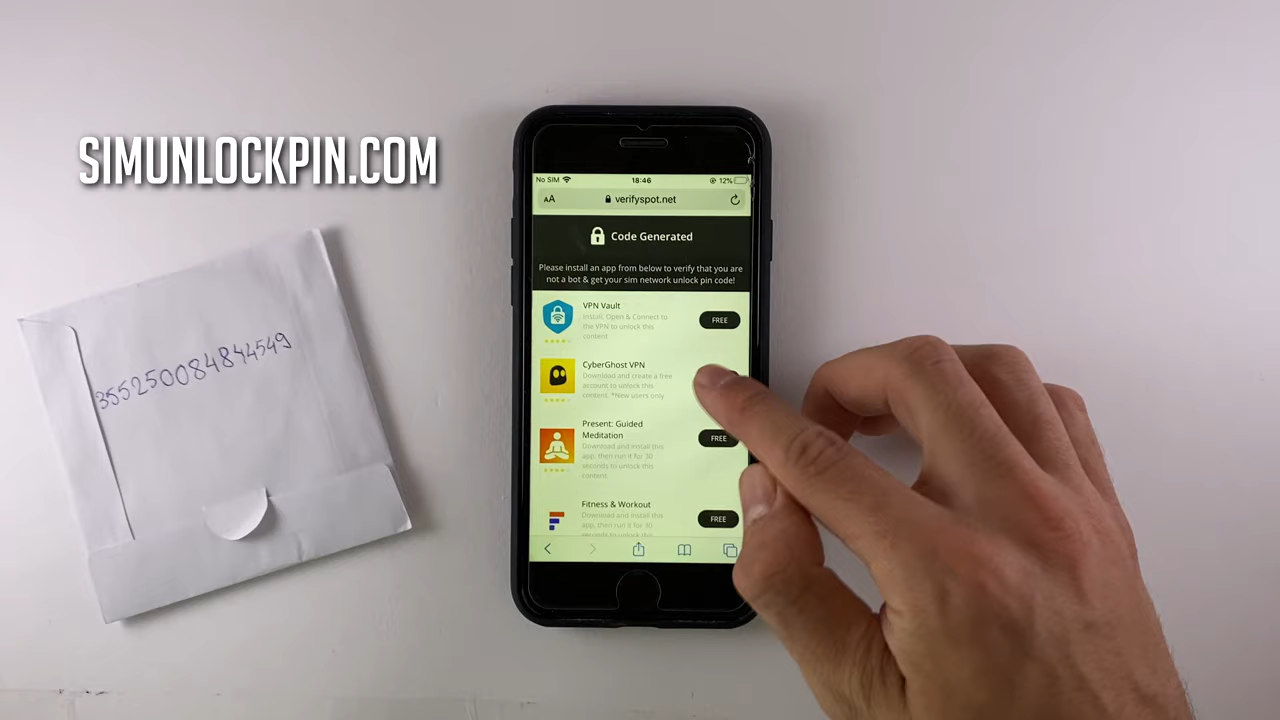 SIMUNLOCKPIN.COM
355250084844549
No SIM 18:46 12%
AA verifyspot.net
Code Generated
Please install an app from below to verify that you are
not a bot & get your sim network unlock pin code!
VPN Vault
Install, Open & Connect to
the VPN to unlock this
content
FREE
CyberGhost VPN
Download and create a free
account to unlock this
content. *New users only
Present: Guided
Meditation
Download and install this
app, then run it for 30
seconds to unlock this
content.
FREE
Fitness & Workout
Download and install this
app, then run it for 30
seconds to unlock this
FREE